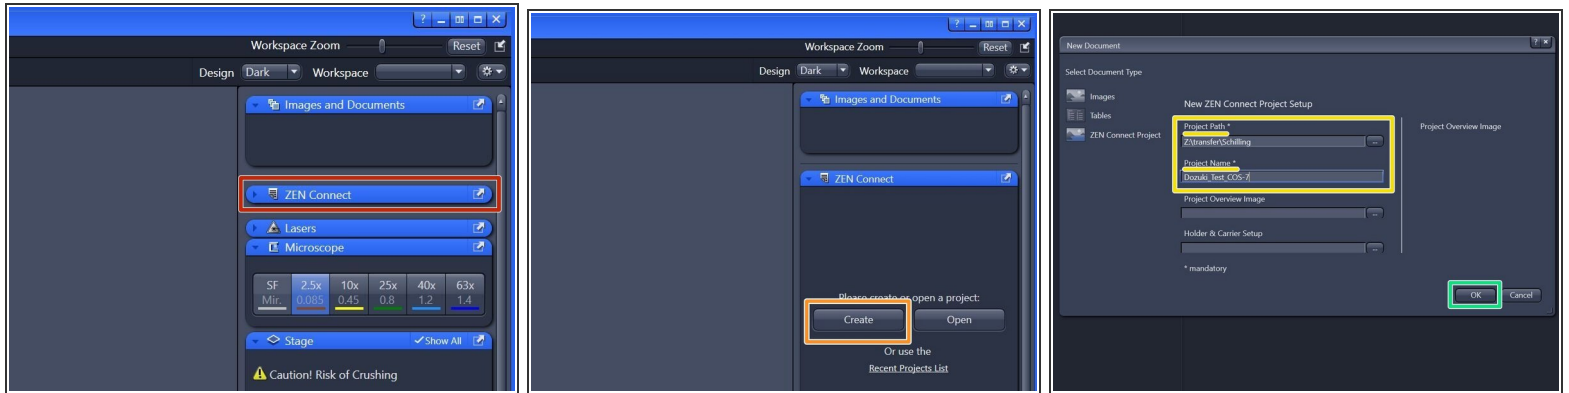 Workspace Zoom Reset
Design Dark Workspace
Images and Documents
ZEN Connect
Lasers
Microscope
SF 2.5x 10x 25x 40x 63x
Mir. 0.085 0.45 0.8 1.2 1.4
Stage Show All
Caution! Risk of Crushing
Workspace Zoom Reset
Design Dark Workspace
Images and Documents
ZEN Connect
Please create or open a project:
Create Open
Or use the
Recent Projects List
New Document
Select Document Type
Images
Tables
ZEN Connect Project
New ZEN Connect Project Setup
Project Path *
Z:\transfer\Schilling
Project Name *
Dozuki_Test_COS-7
Project Overview Image
Holder & Carrier Setup
* mandatory
Project Overview Image
OK Cancel